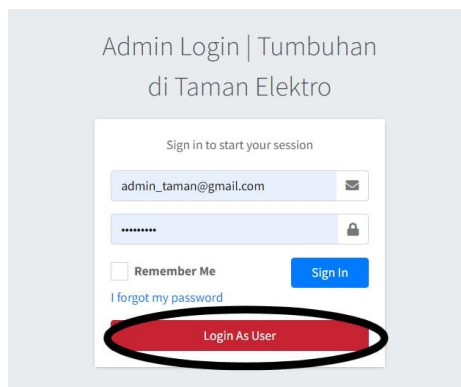 Admin Login | Tumbuhan
di Taman Elektro
Sign in to start your session
admin_taman@gmail.com
•••••••••
Remember Me
Sign In
I forgot my password
Login As User